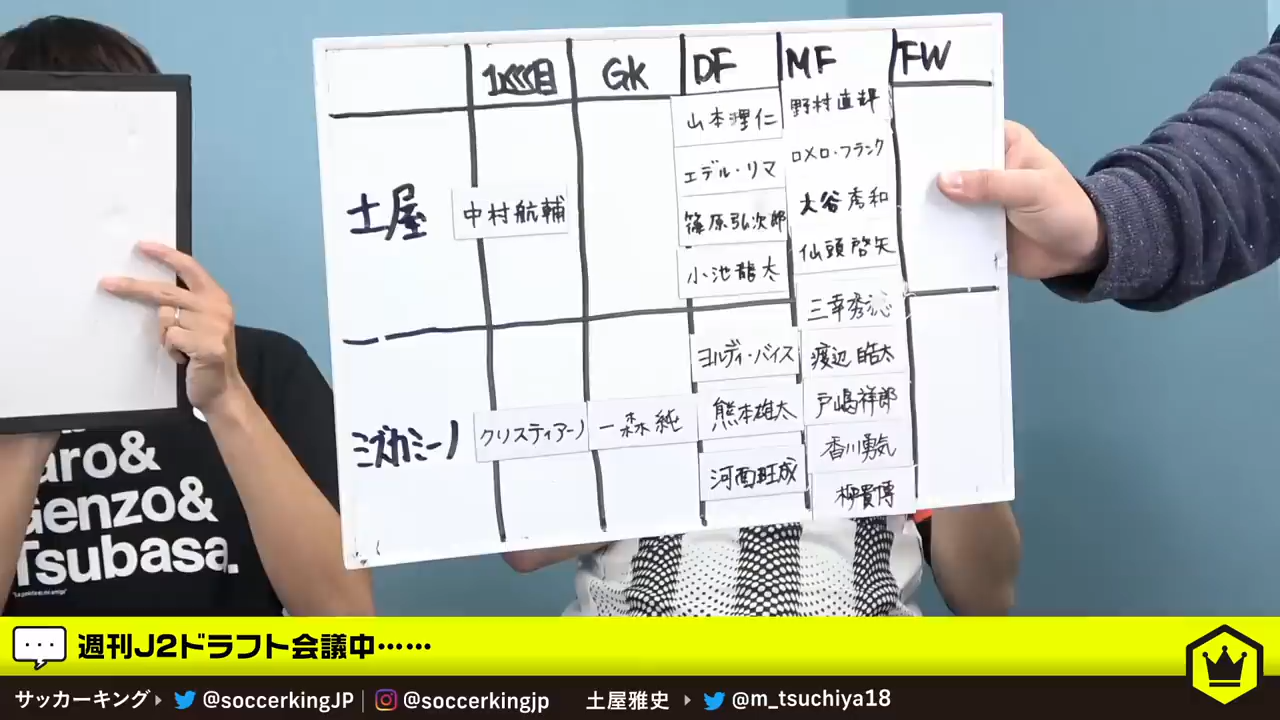 1巡目 GK DF MF FW
土屋
中村航輔
山本理仁
エデル・リマ
篠原弘次郎
小池龍太
野村直輝
ロメロ・フランク
大谷秀和
仙頭啓矢
三幸秀稔
ミズカミーノ
クリスティアーノ
一森純
ヨルディ・バイス
熊本雄太
河面旺成
渡辺皓太
戸嶋祥郎
香川勇気
柳貴博
aro&
Genzo&
Tsubasa.
週刊J2ドラフト会議中……
サッカーキング @soccerkingJP | @soccerkingjp 土屋雅史 @m_tsuchiya18